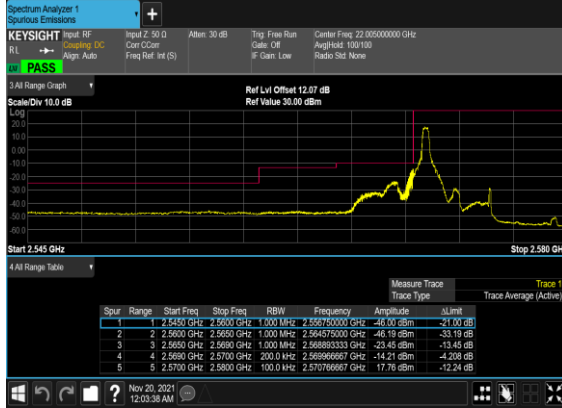 Spectrum Analyzer 1
Spurious Emissions
+
KEYSIGHT Input: RF Input Z: 50 Ω Atten: 30 dB Trig: Free Run Center Freq: 22.005000000 GHz
RL Coupling: DC Corr CCorr Gate: Off Avg|Hold: 100/100
Align: Auto Freq Ref: Int (S) IF Gain: Low Radio Std: None
PASS
3 All Range Graph
Ref Lvl Offset 12.07 dB
Scale/Div 10.0 dB Ref Value 30.00 dBm
Log
20.0
10.0
0.00
-10.0
-20.0
-30.0
-40.0
-50.0
-60.0
Start 2.545 GHz Stop 2.580 GH
4 All Range Table
Measure Trace Trace 1
Trace Type Trace Average (Active)
Spur Range Start Freq Stop Freq RBW Frequency Amplitude ΔLimit
1 1 2.5450 GHz 2.5600 GHz 1.000 MHz 2.556750000 GHz -46.00 dBm -21.00 dB
2 2 2.5600 GHz 2.5650 GHz 1.000 MHz 2.564575000 GHz -46.19 dBm -33.19 dB
3 3 2.5650 GHz 2.5690 GHz 1.000 MHz 2.568893333 GHz -23.45 dBm -13.45 dB
4 4 2.5690 GHz 2.5700 GHz 200.0 kHz 2.569966667 GHz -14.21 dBm -4.208 dB
5 5 2.5700 GHz 2.5800 GHz 100.0 kHz 2.570766667 GHz 17.76 dBm -12.24 dB
? Nov 20, 2021
12:03:38 AM